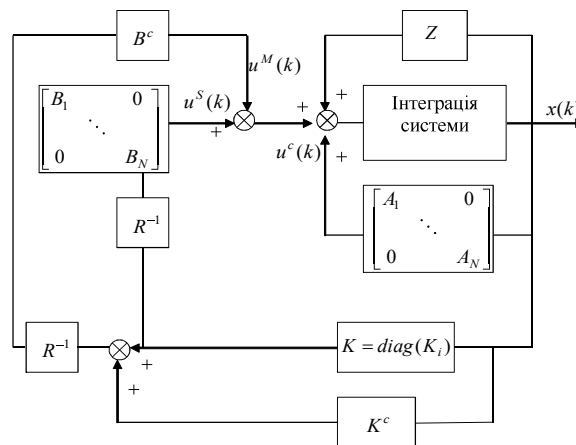 B^c
Z
u^M(k)
B_1 0
⋱
0 B_N
u^S(k)
+
+
+
Інтеграція
системи
x(k)
u^c(k)
+
R^{-1}
A_1 0
⋱
0 A_N
R^{-1}
+
K = diag(K_i)
+
K^c